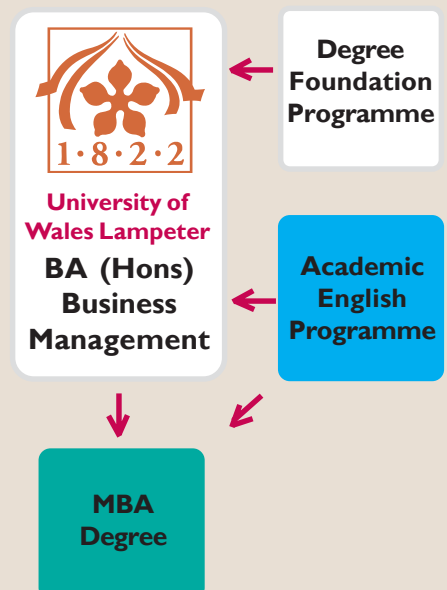 1·8·2·2
University of
Wales Lampeter
BA (Hons)
Business
Management
Degree
Foundation
Programme
Academic
English
Programme
MBA
Degree